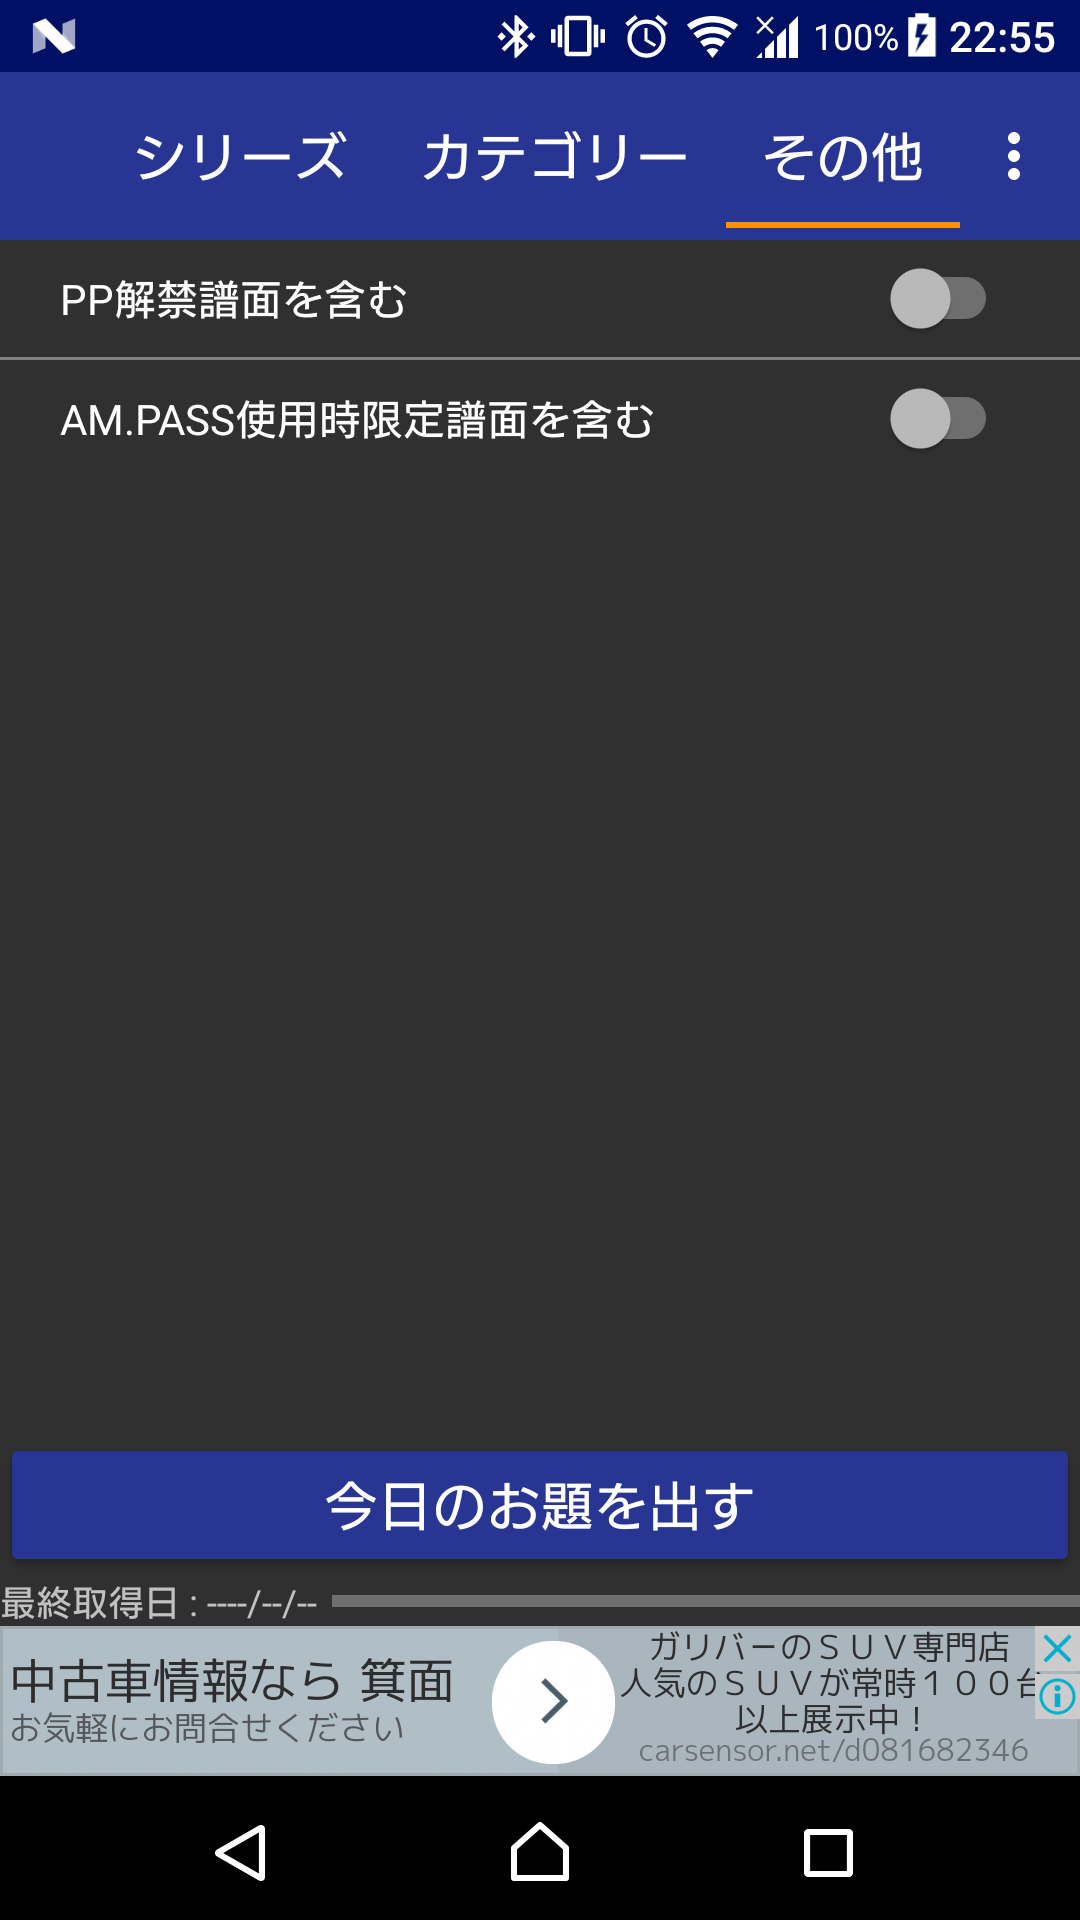 100% 22:55
シリーズ カテゴリー その他
PP解禁譜面を含む
AM.PASS使用時限定譜面を含む
今日のお題を出す
最終取得日 : ----/--/--
中古車情報なら 箕面
お気軽にお問合せください
ガリバーのＳＵＶ専門店
人気のＳＵＶが常時１００台
以上展示中！
carsensor.net/d081682346